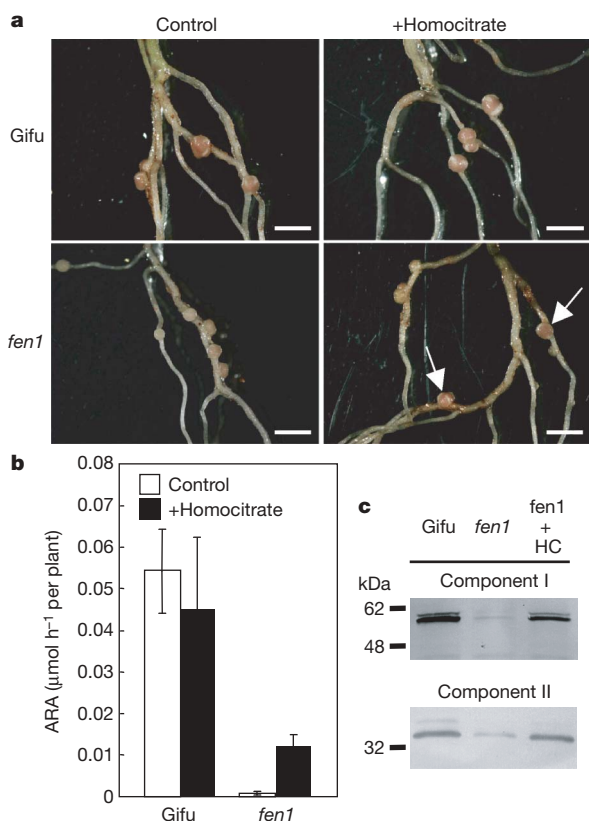 a
Control
+Homocitrate
Gifu
fen1
b
0.08
0.07
0.06
0.05
0.04
0.03
0.02
0.01
0
ARA (μmol h⁻¹ per plant)
Control
+Homocitrate
Gifu
fen1
c
Gifu
fen1
fen1
+
HC
kDa
Component I
62
48
Component II
32